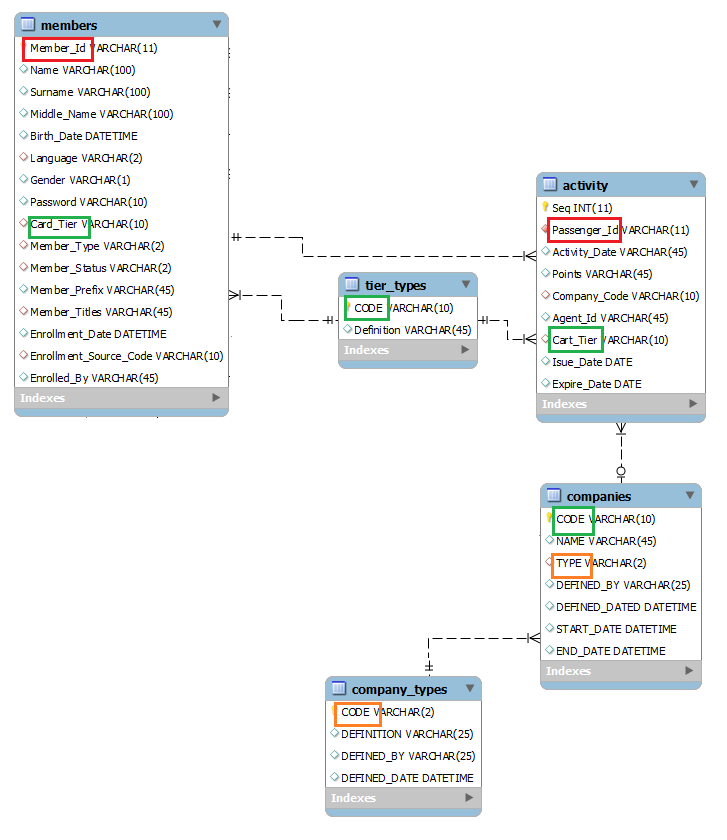 members
Member_Id VARCHAR(11)
Name VARCHAR(100)
Surname VARCHAR(100)
Middle_Name VARCHAR(100)
Birth_Date DATETIME
Language VARCHAR(2)
Gender VARCHAR(1)
Password VARCHAR(10)
Card_Tier VARCHAR(10)
Member_Type VARCHAR(2)
Member_Status VARCHAR(2)
Member_Prefix VARCHAR(45)
Member_Titles VARCHAR(45)
Enrollment_Date DATETIME
Enrollment_Source_Code VARCHAR(10)
Enrolled_By VARCHAR(45)
Indexes
tier_types
CODE VARCHAR(10)
Definition VARCHAR(45)
Indexes
activity
Seq INT(11)
Passenger_Id VARCHAR(11)
Activity_Date VARCHAR(45)
Points VARCHAR(45)
Company_Code VARCHAR(10)
Agent_Id VARCHAR(45)
Cart_Tier VARCHAR(10)
Isue_Date DATE
Expire_Date DATE
Indexes
companies
CODE VARCHAR(10)
NAME VARCHAR(45)
TYPE VARCHAR(2)
DEFINED_BY VARCHAR(25)
DEFINED_DATED DATETIME
START_DATE DATETIME
END_DATE DATETIME
Indexes
company_types
CODE VARCHAR(2)
DEFINITION VARCHAR(25)
DEFINED_BY VARCHAR(25)
DEFINED_DATE DATETIME
Indexes